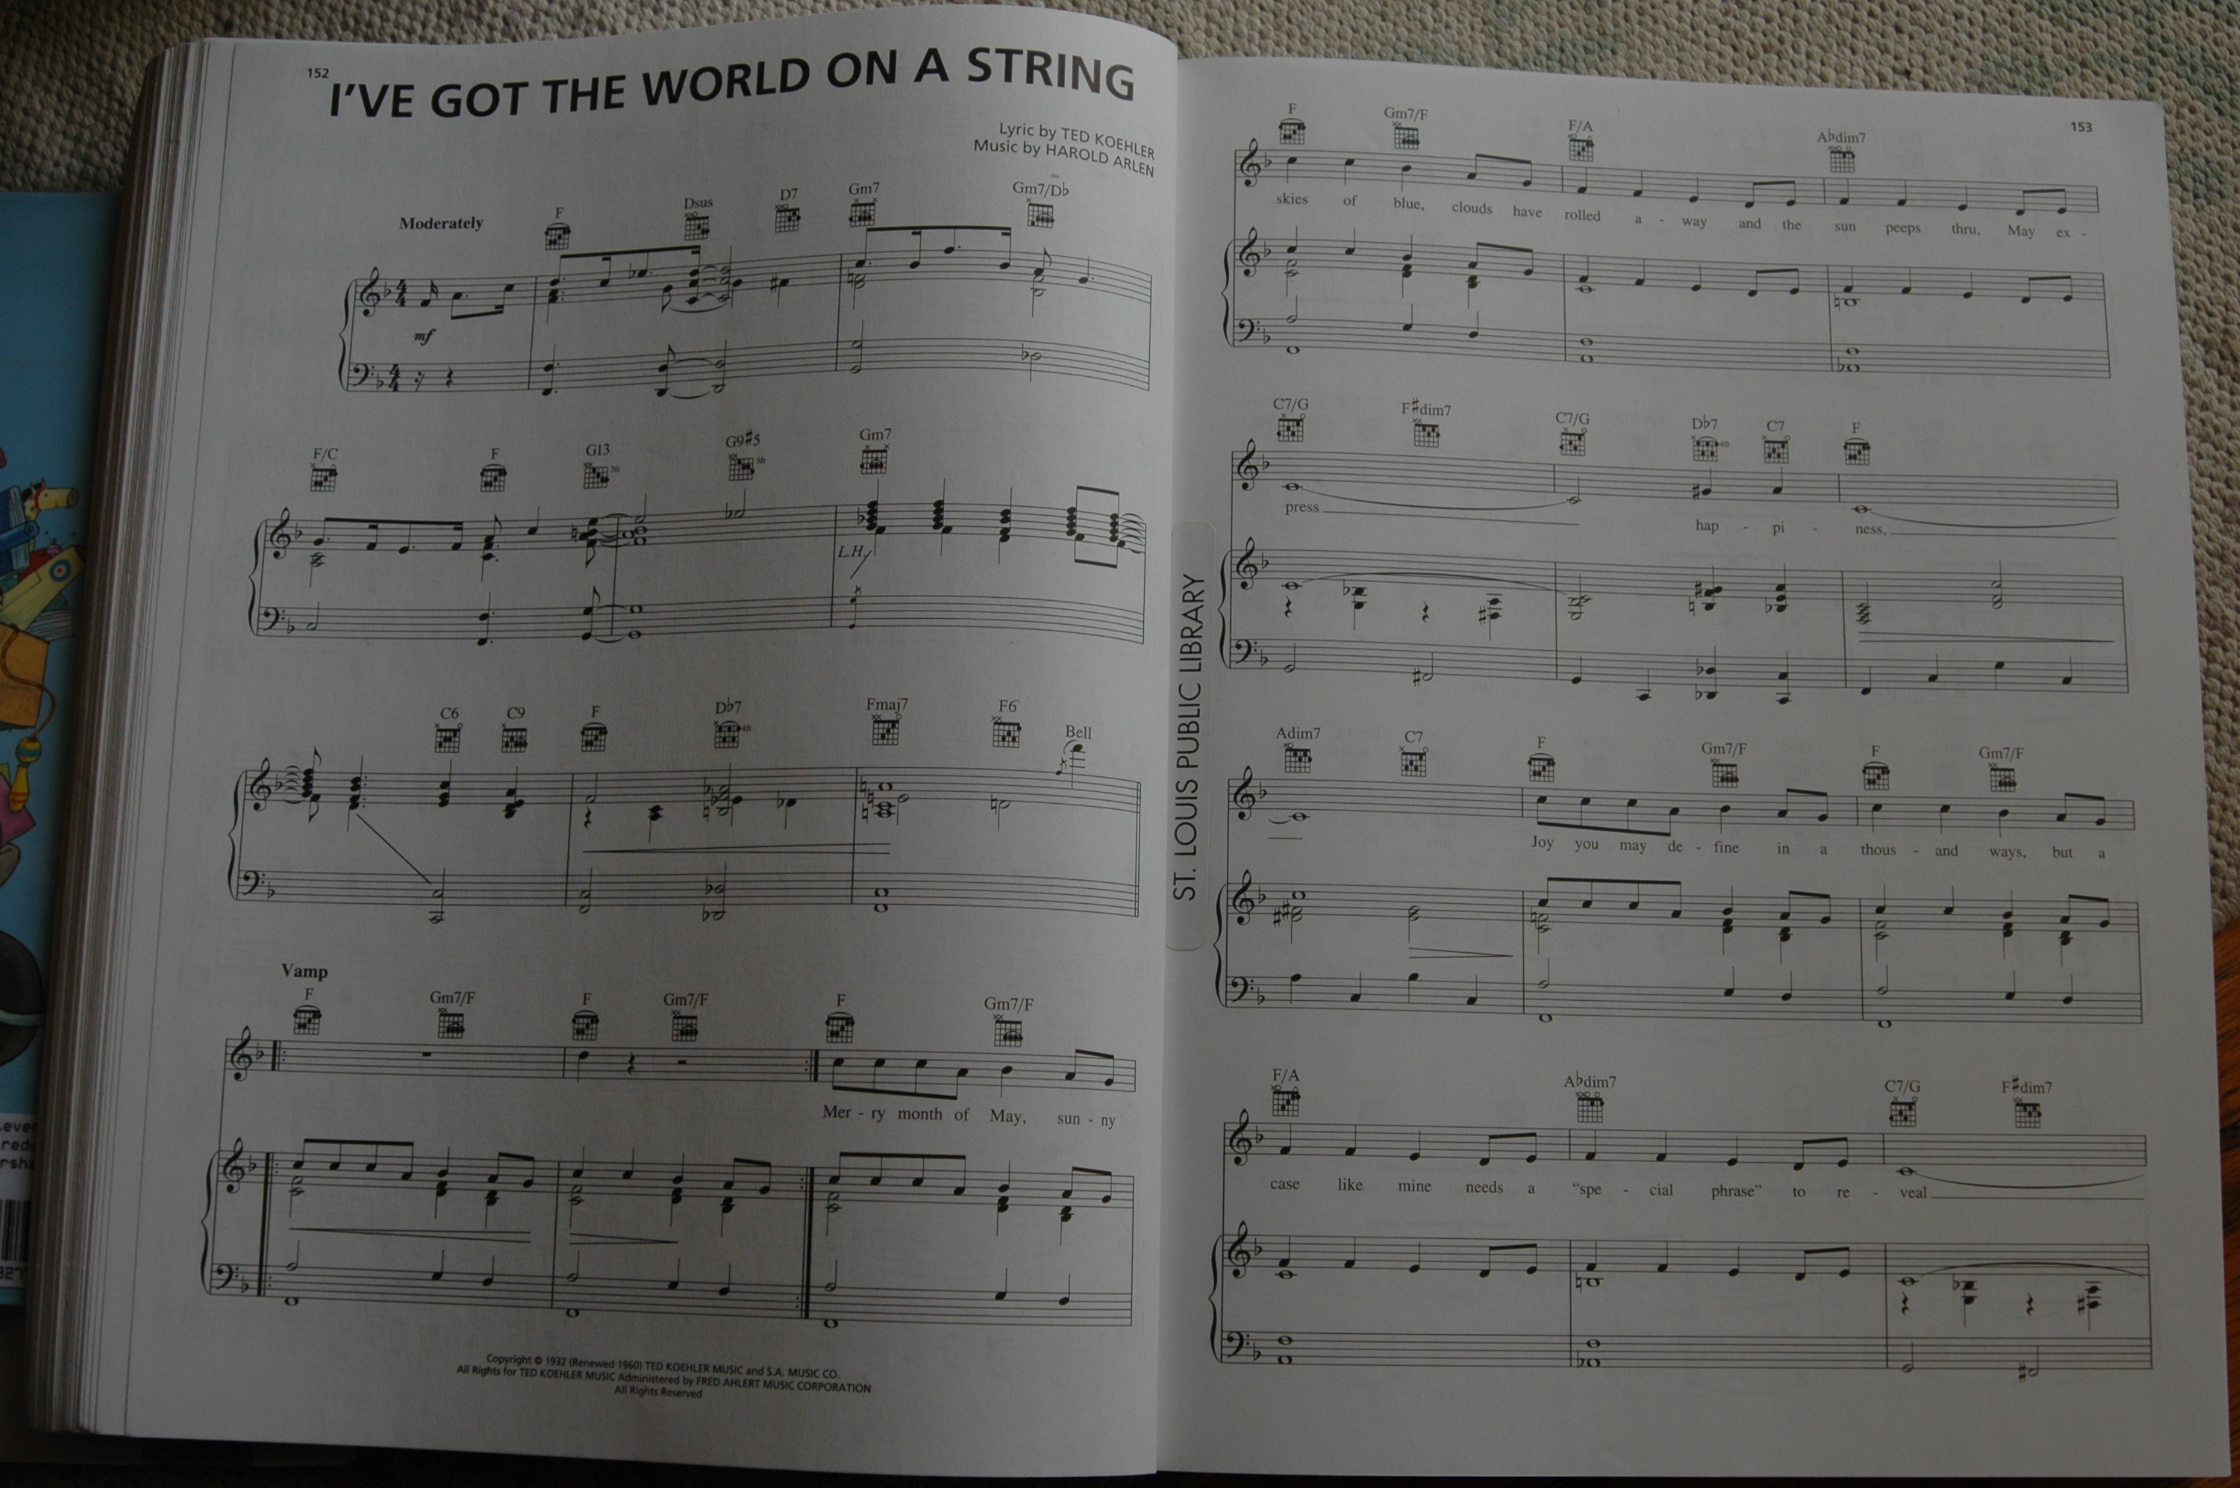 152
I'VE GOT THE WORLD ON A STRING
Lyric by TED KOEHLER
Music by HAROLD ARLEN
Moderately
F Dsus D7 Gm7 Gm7/D♭
mf
F/C F G13 G9#5 Gm7
L.H.
C6 C9 F D♭7 Fmaj7 F6
Bell
Vamp
F Gm7/F F Gm7/F F Gm7/F
Mer - ry month of May, sun - ny
Copyright © 1932 (Renewed 1960) TED KOEHLER MUSIC and S.A. MUSIC CO.
All Rights for TED KOEHLER MUSIC Administered by FRED AHLERT MUSIC CORPORATION
All Rights Reserved
ST. LOUIS PUBLIC LIBRARY
153
F Gm7/F F/A A♭dim7
skies of blue, clouds have rolled a - way and the sun peeps thru, May ex -
C7/G F#dim7 C7/G D♭7 C7 F
press hap - pi - ness,
Adim7 C7 F Gm7/F F Gm7/F
Joy you may de - fine in a thous - and ways, but a
F/A A♭dim7 C7/G F#dim7
case like mine needs a "spe - cial phrase" to re - veal